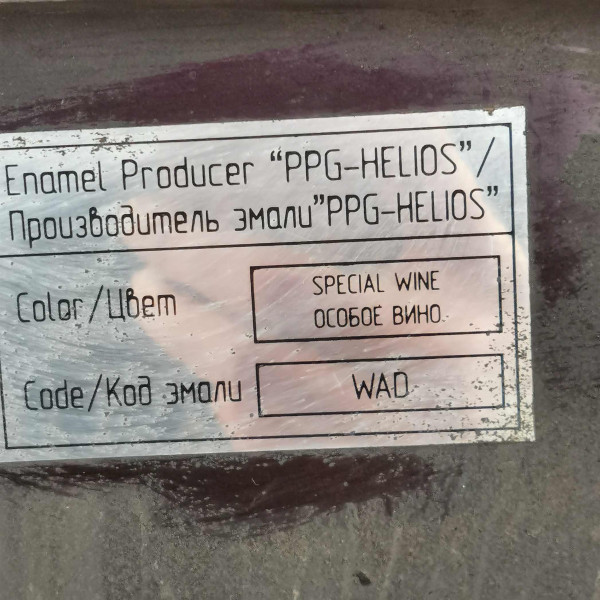 Enamel Producer “PPG-HELIOS”/
Производитель эмали”PPG-HELIOS”
Color/Цвет
SPECIAL WINE
ОСОБОЕ ВИНО
Code/Код эмали
WAD